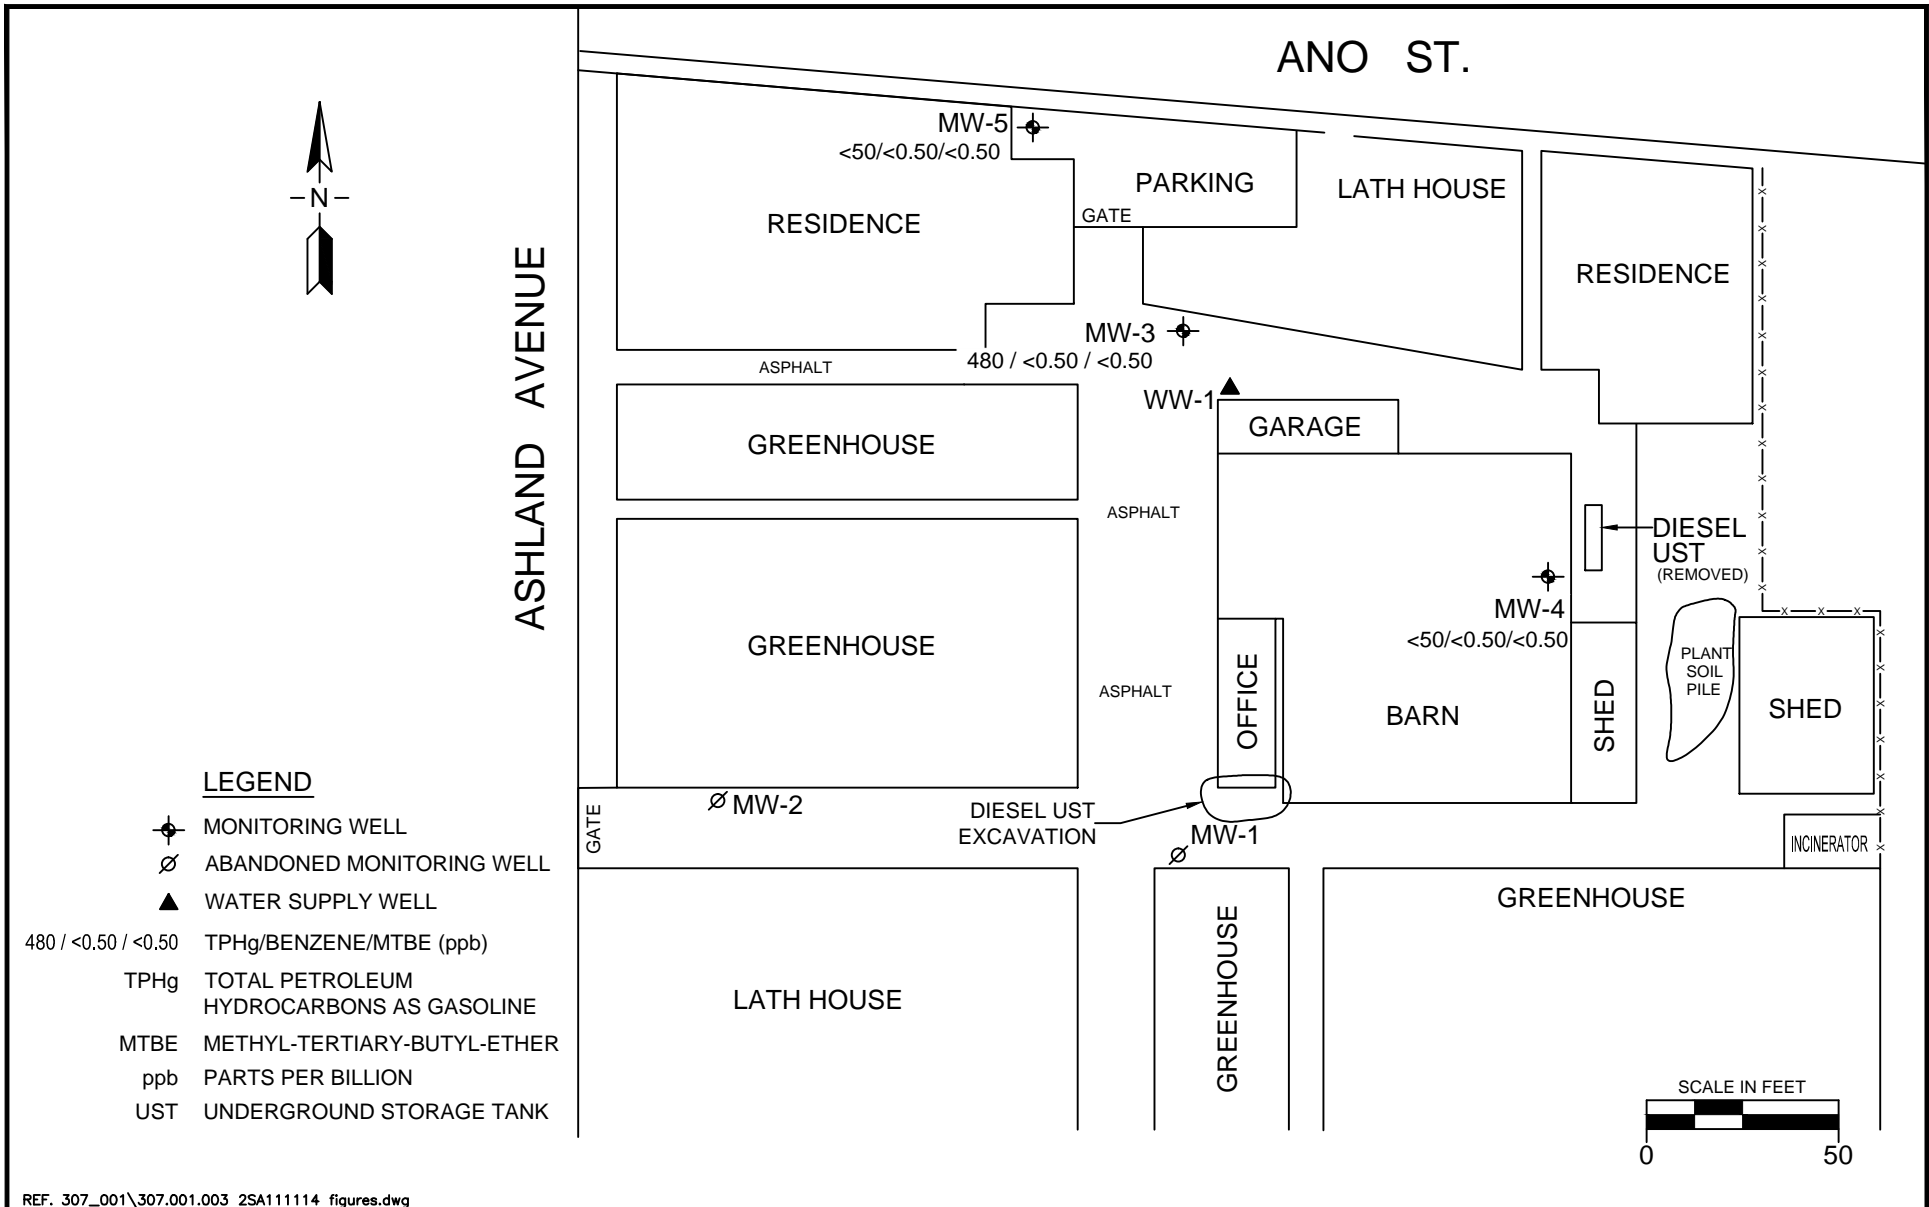 ANO ST.
MW-5
<50/<0.50/<0.50
PARKING
LATH HOUSE
N
GATE
RESIDENCE
RESIDENCE
ASHLAND AVENUE
MW-3
480 / <0.50 / <0.50
ASPHALT
WW-1
GARAGE
GREENHOUSE
ASPHALT
DIESEL
UST
(REMOVED)
MW-4
<50/<0.50/<0.50
GREENHOUSE
PLANT
SOIL
PILE
ASPHALT
OFFICE
BARN
SHED
SHED
LEGEND
MW-2
GATE
DIESEL UST
EXCAVATION
MW-1
MONITORING WELL
INCINERATOR
ABANDONED MONITORING WELL
WATER SUPPLY WELL
GREENHOUSE
480 / <0.50 / <0.50 TPHg/BENZENE/MTBE (ppb)
TPHg TOTAL PETROLEUM
HYDROCARBONS AS GASOLINE
LATH HOUSE
GREENHOUSE
MTBE METHYL-TERTIARY-BUTYL-ETHER
ppb PARTS PER BILLION
UST UNDERGROUND STORAGE TANK
SCALE IN FEET
0 50
REF. 307_001\307.001.003 2SA111114 figures.dwg